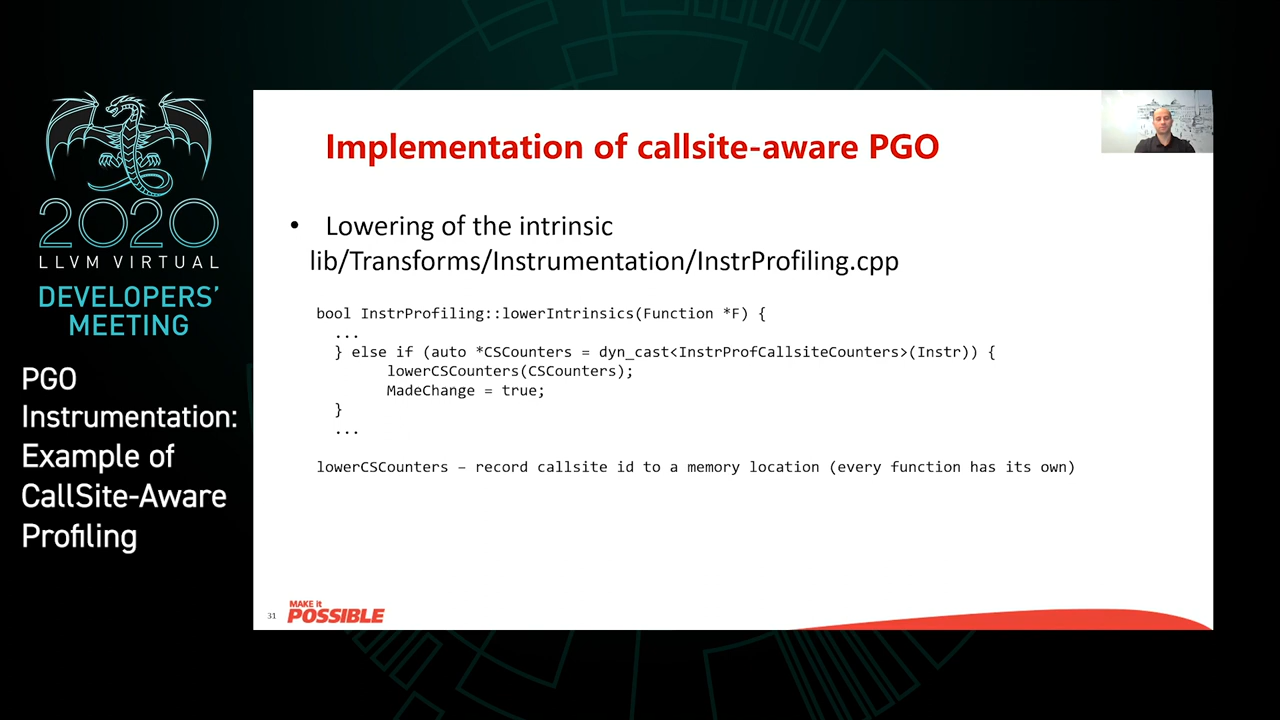 2020
LLVM VIRTUAL
DEVELOPERS'
MEETING
PGO
Instrumentation:
Example of
CallSite-Aware
Profiling
Implementation of callsite-aware PGO
• Lowering of the intrinsic
lib/Transforms/Instrumentation/InstrProfiling.cpp
bool InstrProfiling::lowerIntrinsics(Function *F) {
...
} else if (auto *CSCounters = dyn_cast<InstrProfCallsiteCounters>(Instr)) {
lowerCSCounters(CSCounters);
MadeChange = true;
}
...
lowerCSCounters – record callsite id to a memory location (every function has its own)
31
MAKE it
POSSIBLE